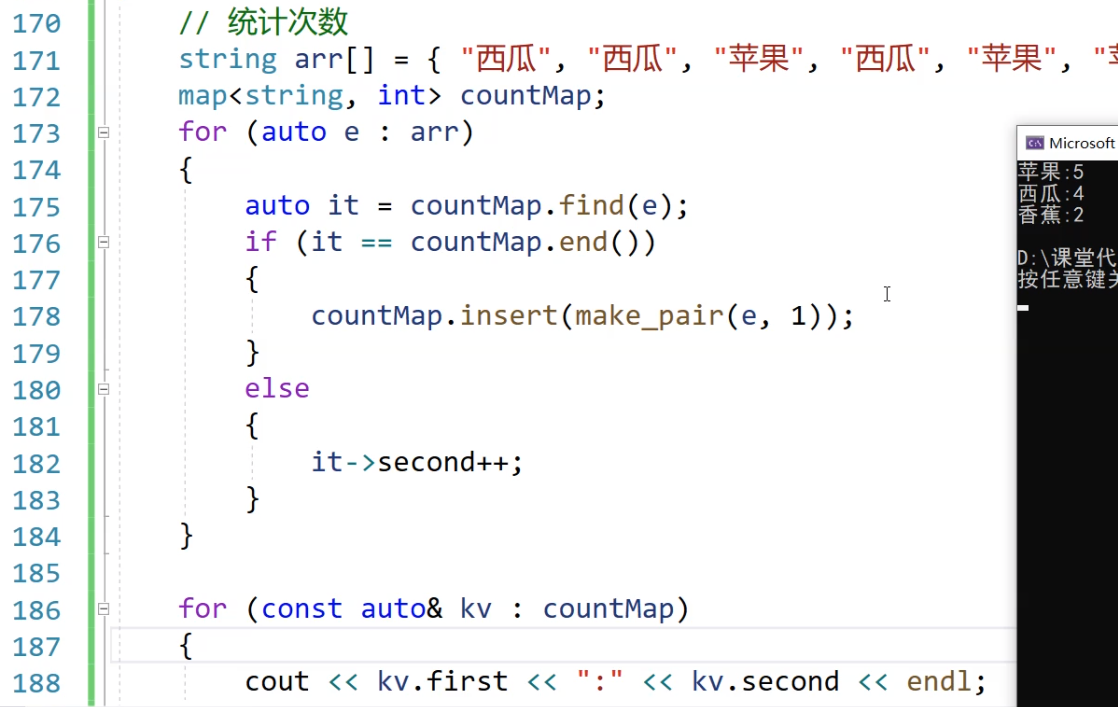 170 // 统计次数
171 string arr[] = { "西瓜", "西瓜", "苹果", "西瓜", "苹果", "
172 map<string, int> countMap;
173 for (auto e : arr)
174 {
175 auto it = countMap.find(e);
176 if (it == countMap.end())
177 {
178 countMap.insert(make_pair(e, 1));
179 }
180 else
181 {
182 it->second++;
183 }
184 }
185
186 for (const auto& kv : countMap)
187 {
188 cout << kv.first << ":" << kv.second << endl;
Microsoft
苹果:5
西瓜:4
香蕉:2
D:\课堂代
按任意键